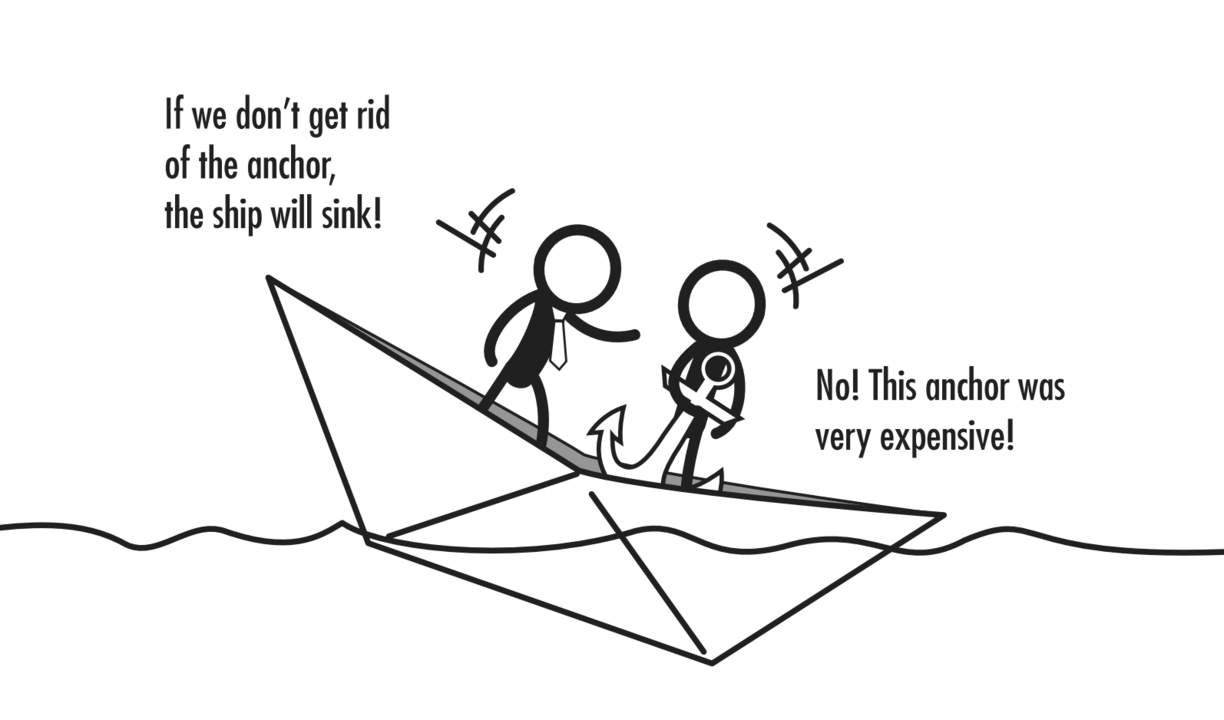 If we don’t get rid
of the anchor,
the ship will sink!
No! This anchor was
very expensive!